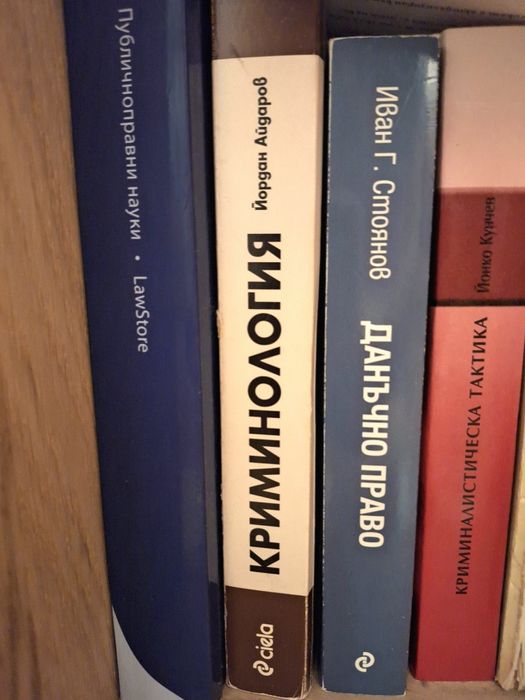 Публичноправни науки • LawStore
Йордан Айдаров
КРИМИНОЛОГИЯ
ciela
Иван Г. Стоянов
ДАНЪЧНО ПРАВО
Йонко Кунчев
КРИМИНАЛИСТИЧЕСКА ТАКТИКА